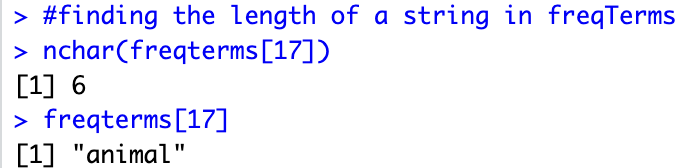 > #finding the length of a string in freqTerms
> nchar(freqterms[17])
[1] 6
> freqterms[17]
[1] "animal"